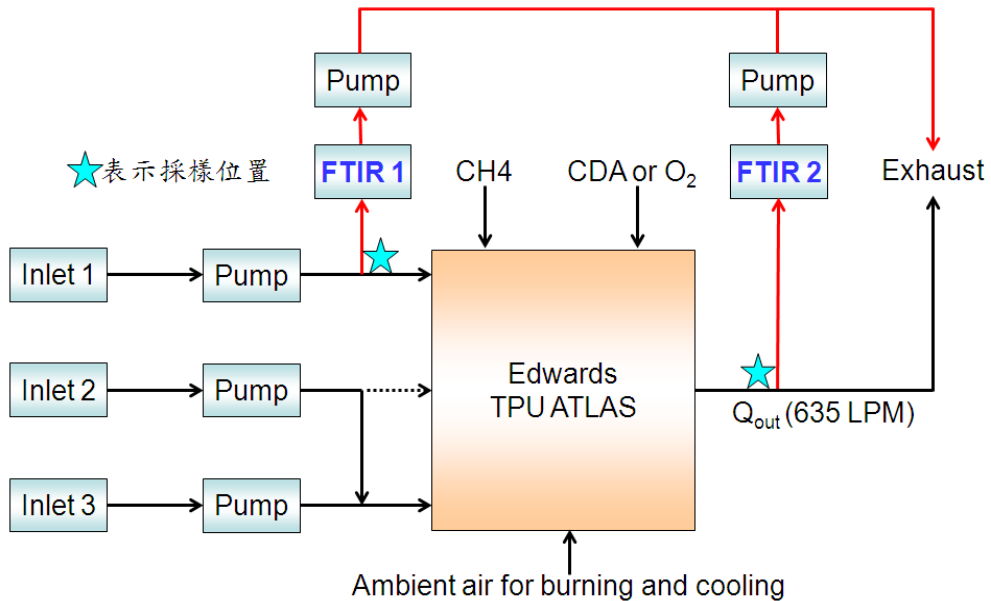 Pump
Pump
★表示採樣位置
FTIR 1
CH4
CDA or O₂
FTIR 2
Exhaust
Inlet 1
Pump
Inlet 2
Pump
Edwards
TPU ATLAS
Qout (635 LPM)
Inlet 3
Pump
Ambient air for burning and cooling